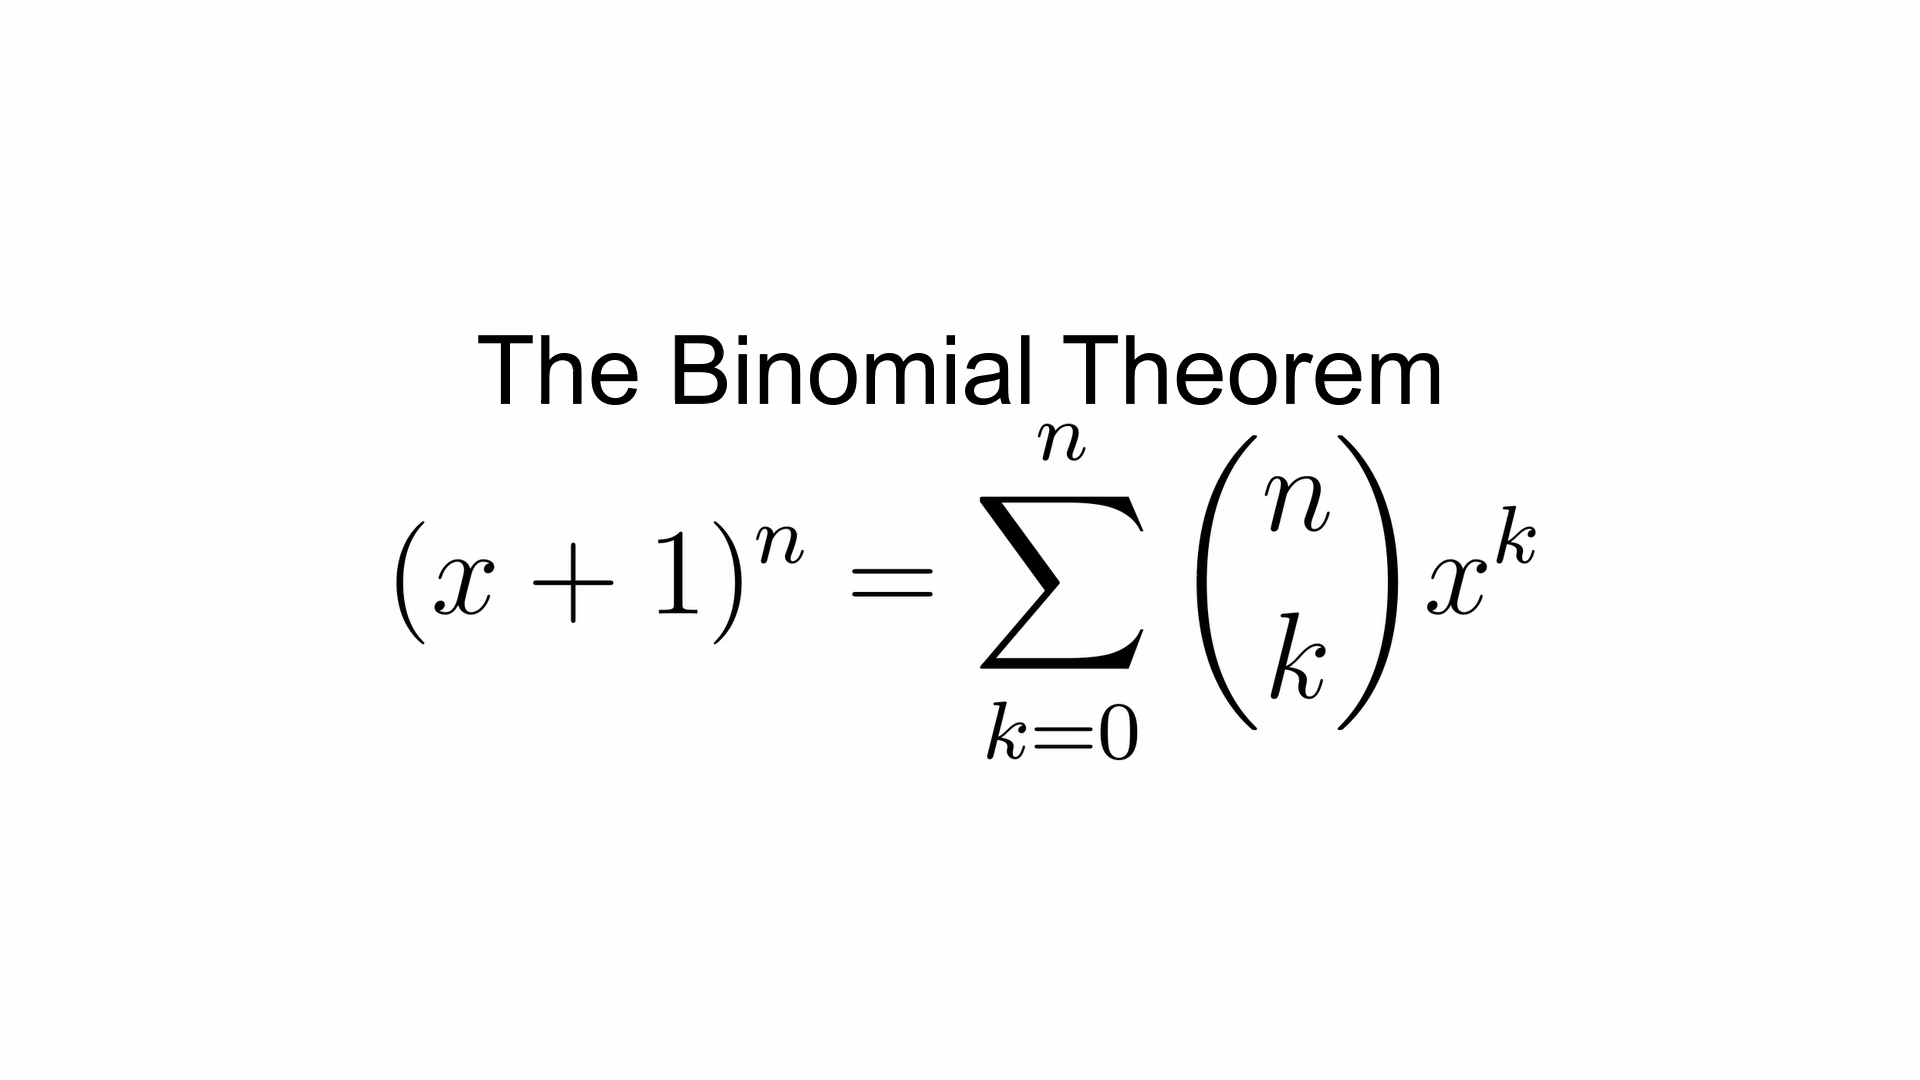 The Binomial Theorem
$(x + 1)^n = \sum_{k=0}^{n} \binom{n}{k} x^k$